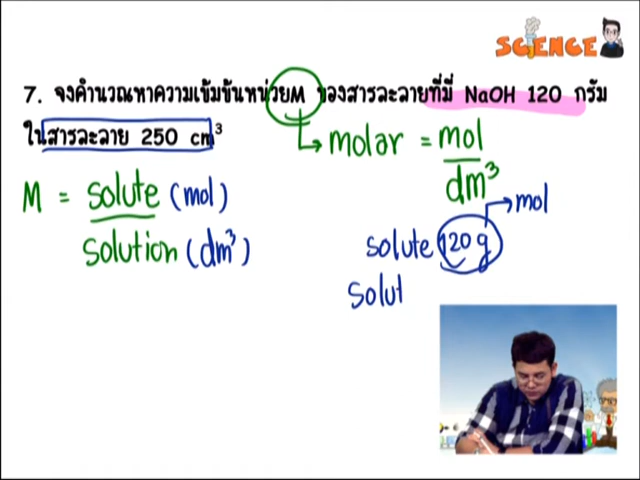 SCIENCE
7. จงคำนวณหาความเข้มข้นหน่วยM ของสารละลายที่มี NaOH 120 กรัม
ในสารละลาย 250 cm³
molar = mol
dm³
M = solute (mol)
solution (dm³)
mol
solute 120 g
solut